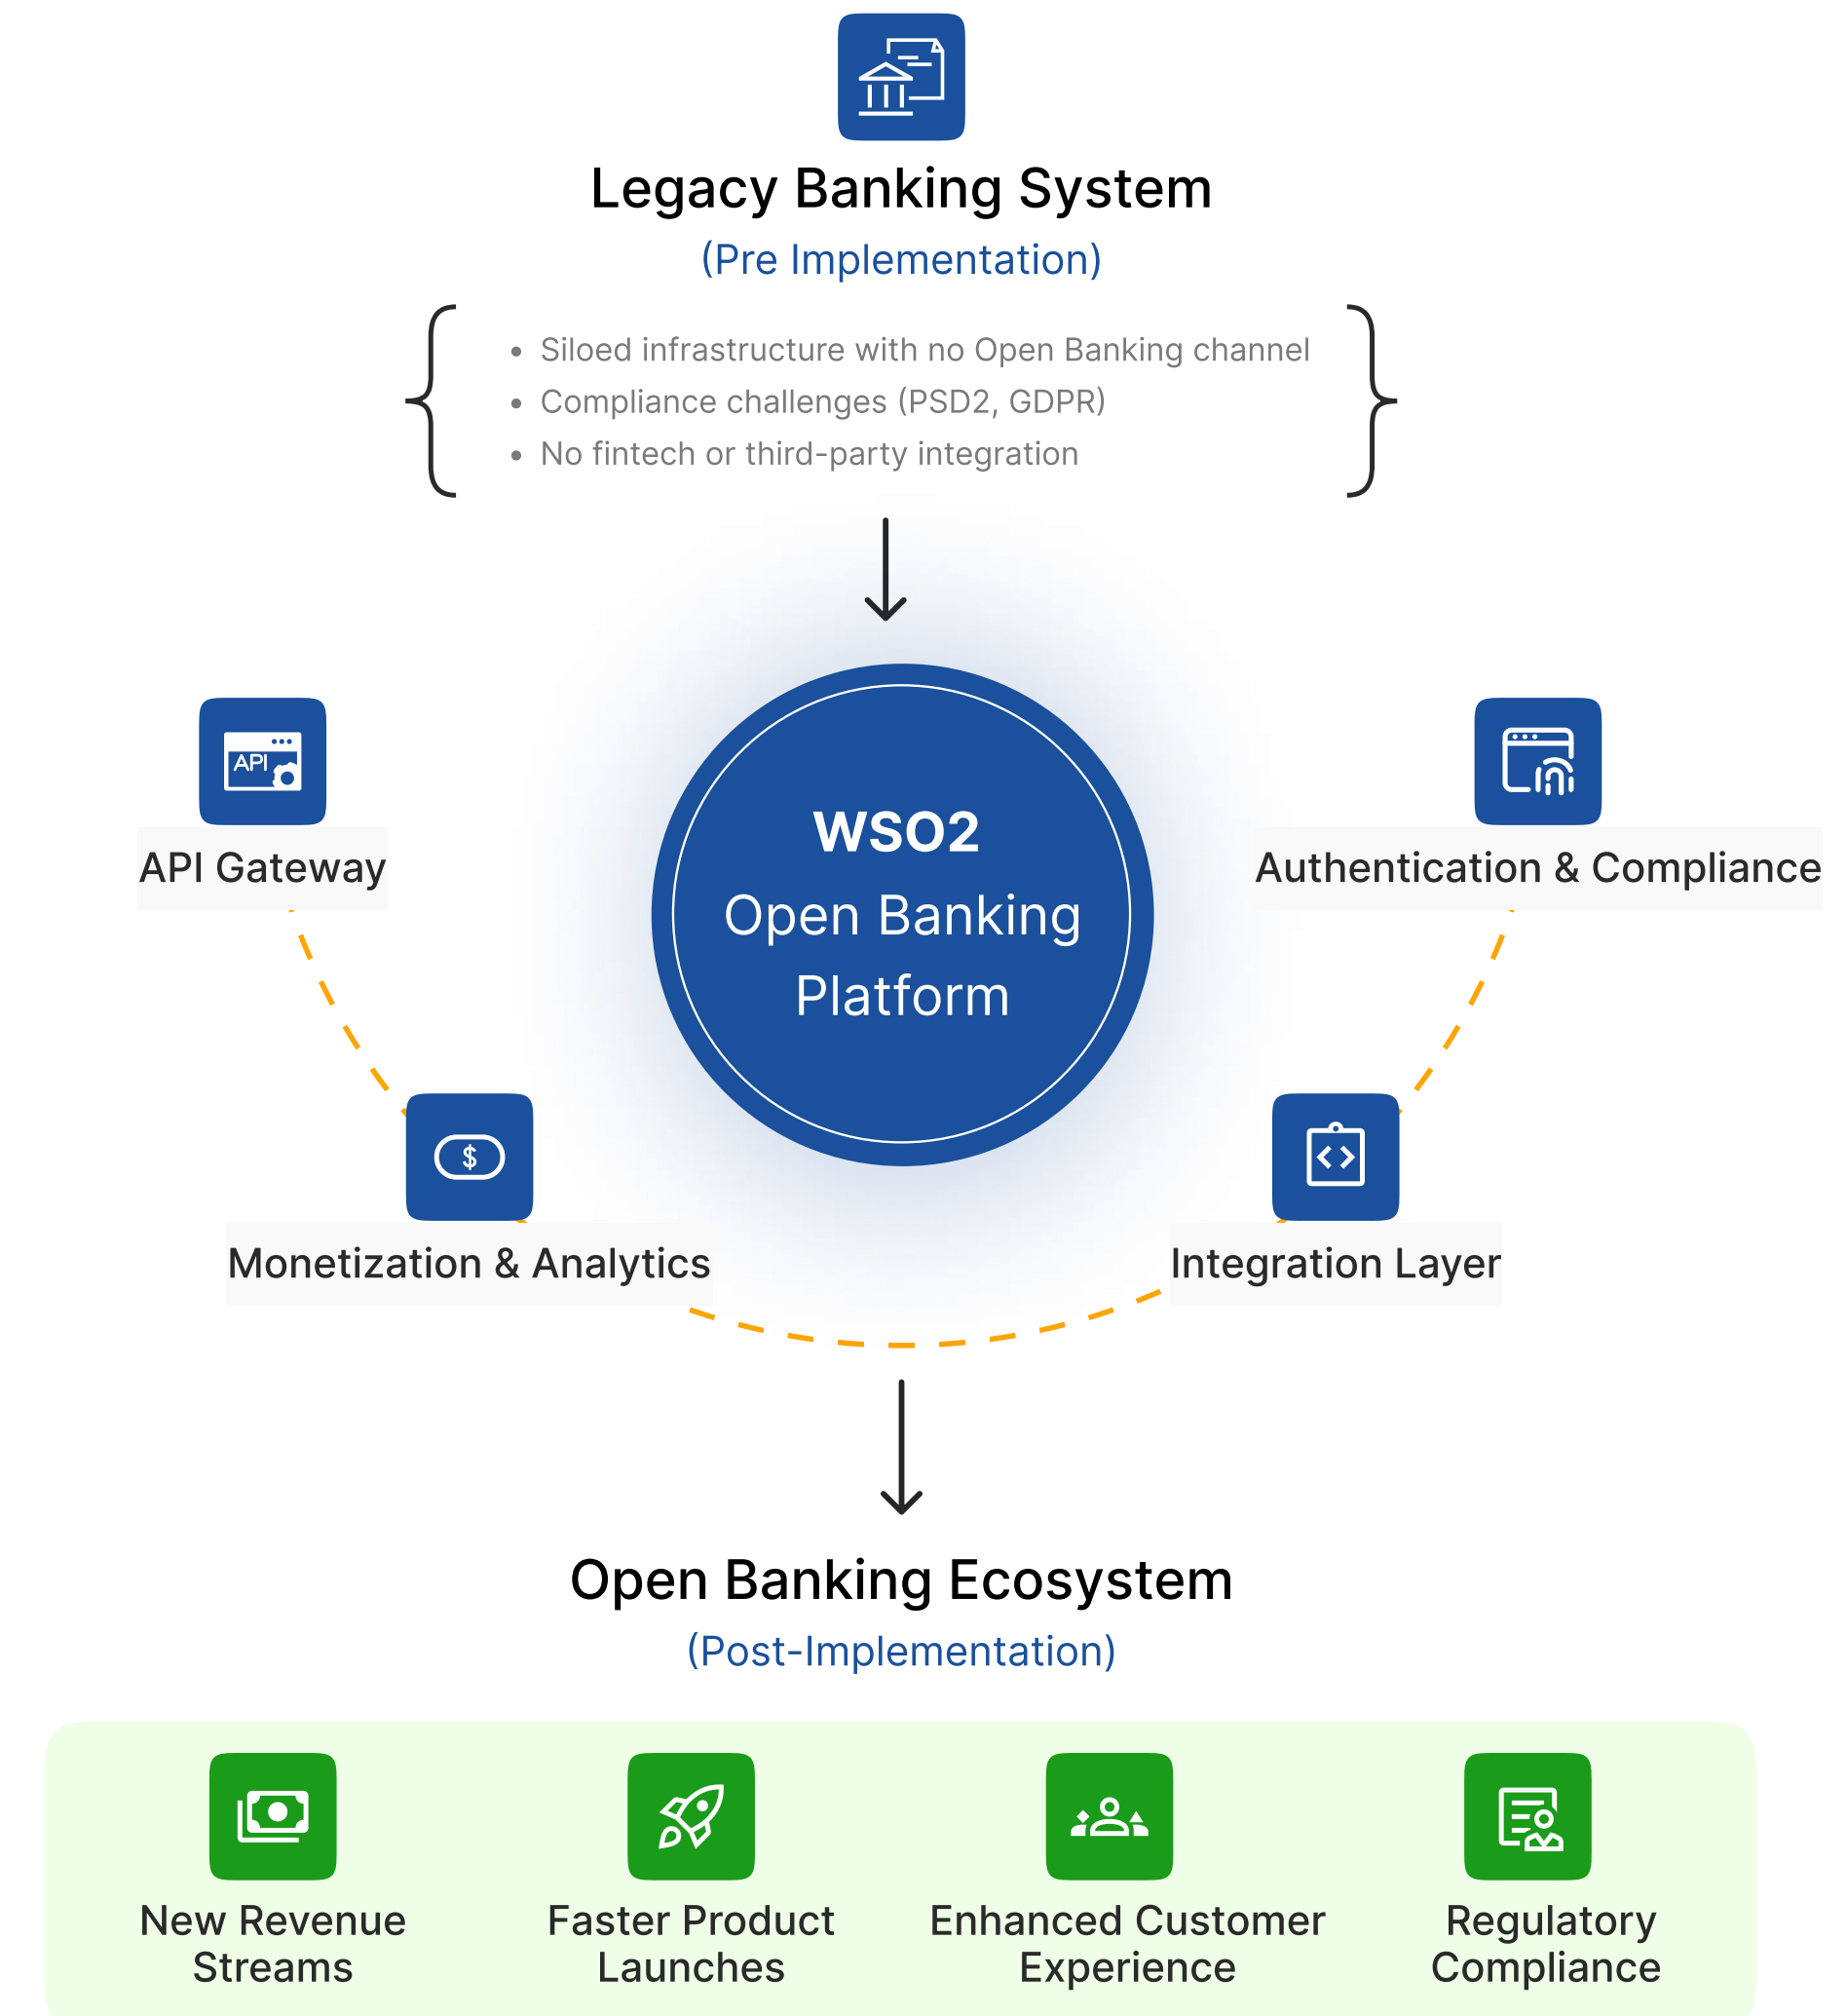 Legacy Banking System
(Pre Implementation)
• Siloed infrastructure with no Open Banking channel
• Compliance challenges (PSD2, GDPR)
• No fintech or third-party integration
WSO2
Open Banking
Platform
API
API Gateway
Authentication & Compliance
$
Monetization & Analytics
Integration Layer
Open Banking Ecosystem
(Post-Implementation)
New Revenue
Streams
Faster Product
Launches
Enhanced Customer
Experience
Regulatory
Compliance